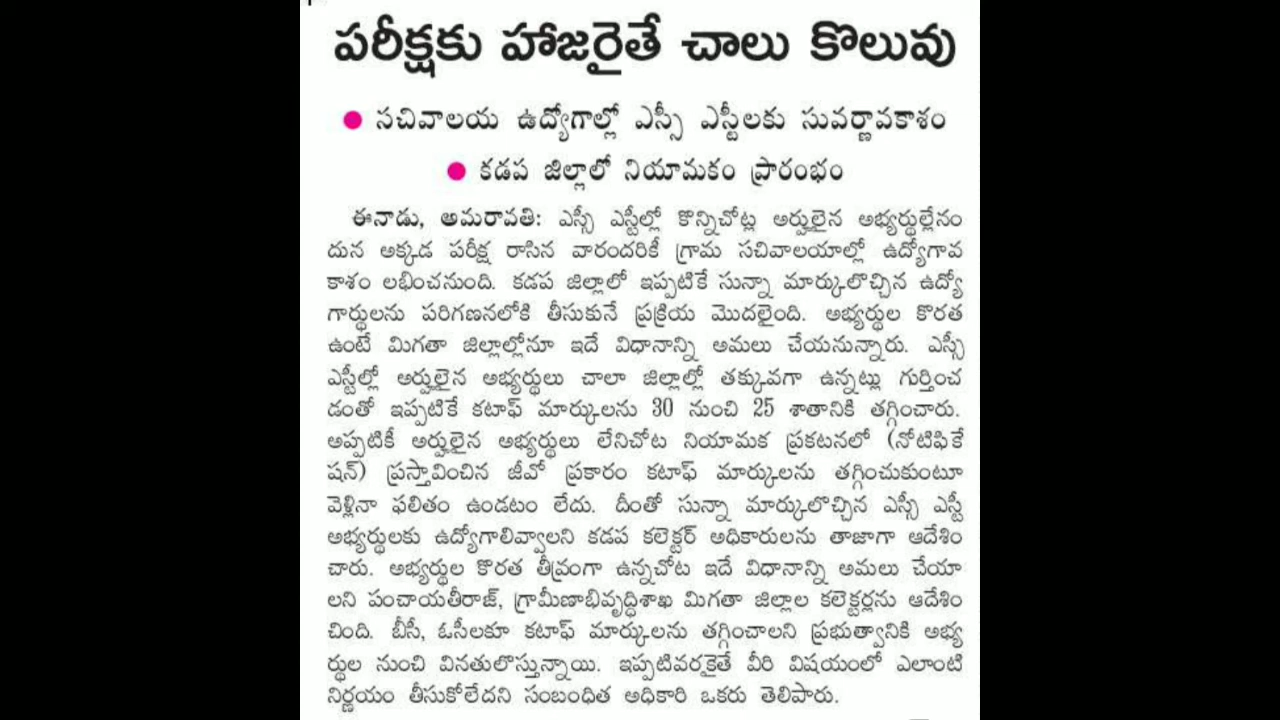 పరీక్షకు హాజరైతే చాలు కొలువు
● సచివాలయ ఉద్యోగాల్లో ఎస్సీ ఎస్టీలకు సువర్ణావకాశం
● కడప జిల్లాలో నియామకం ప్రారంభం
ఈనాడు, అమరావతి: ఎస్సీ ఎస్టీల్లో కొన్నిచోట్ల అర్హులైన అభ్యర్థుల్లేనం
దున అక్కడ పరీక్ష రాసిన వారందరికీ గ్రామ సచివాలయాల్లో ఉద్యోగావ
కాశం లభించనుంది. కడప జిల్లాలో ఇప్పటికే సున్నా మార్కులొచ్చిన ఉద్యో
గార్థులను పరిగణనలోకి తీసుకునే ప్రక్రియ మొదలైంది. అభ్యర్థుల కొరత
ఉంటే మిగతా జిల్లాల్లోనూ ఇదే విధానాన్ని అమలు చేయనున్నారు. ఎస్సీ
ఎస్టీల్లో అర్హులైన అభ్యర్థులు చాలా జిల్లాల్లో తక్కువగా ఉన్నట్లు గుర్తించ
డంతో ఇప్పటికే కటాఫ్ మార్కులను 30 నుంచి 25 శాతానికి తగ్గించారు.
అప్పటికీ అర్హులైన అభ్యర్థులు లేనిచోట నియామక ప్రకటనలో (నోటిఫికే
షన్) ప్రస్తావించిన జీవో ప్రకారం కటాఫ్ మార్కులను తగ్గించుకుంటూ
వెళ్లినా ఫలితం ఉండటం లేదు. దీంతో సున్నా మార్కులొచ్చిన ఎస్సీ ఎస్టీ
అభ్యర్థులకు ఉద్యోగాలివ్వాలని కడప కలెక్టర్ అధికారులను తాజాగా ఆదేశిం
చారు. అభ్యర్థుల కొరత తీవ్రంగా ఉన్నచోట ఇదే విధానాన్ని అమలు చేయా
లని పంచాయతీరాజ్, గ్రామీణాభివృద్ధిశాఖ మిగతా జిల్లాల కలెక్టర్లను ఆదేశిం
చింది. బీసీ, ఓసీలకూ కటాఫ్ మార్కులను తగ్గించాలని ప్రభుత్వానికి అభ్య
ర్థుల నుంచి వినతులొస్తున్నాయి. ఇప్పటివరకైతే వీరి విషయంలో ఎలాంటి
నిర్ణయం తీసుకోలేదని సంబంధిత అధికారి ఒకరు తెలిపారు.